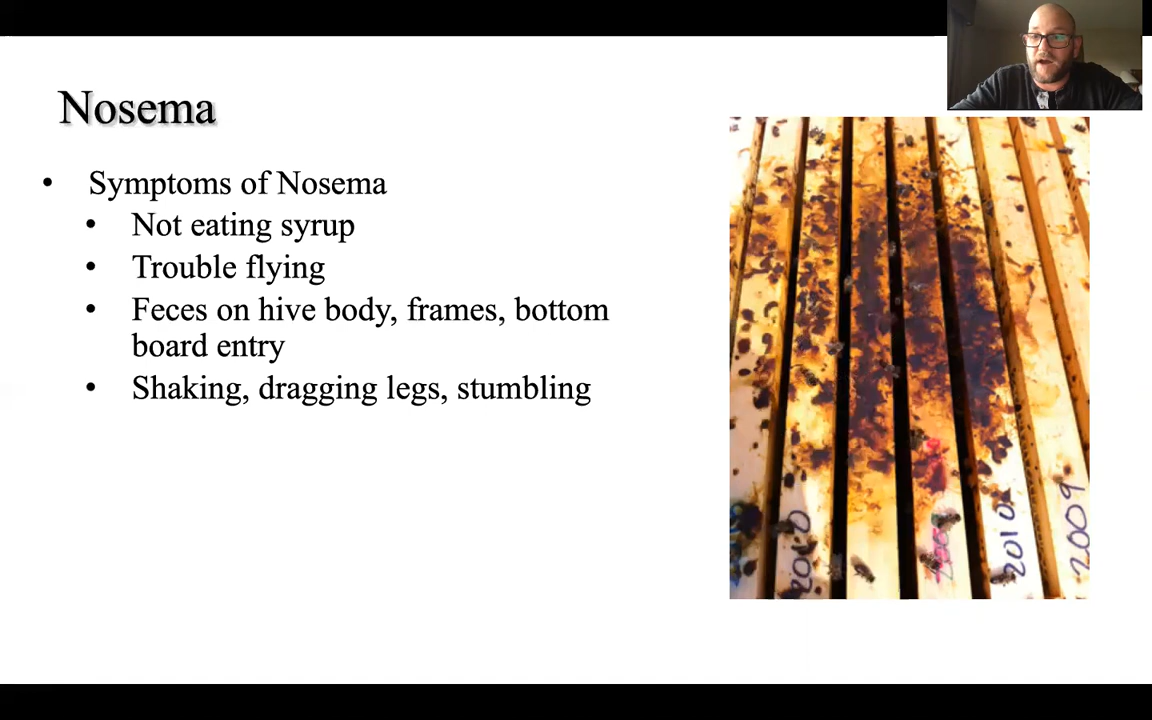 Nosema
• Symptoms of Nosema
• Not eating syrup
• Trouble flying
• Feces on hive body, frames, bottom
board entry
• Shaking, dragging legs, stumbling
2010
2010
2009